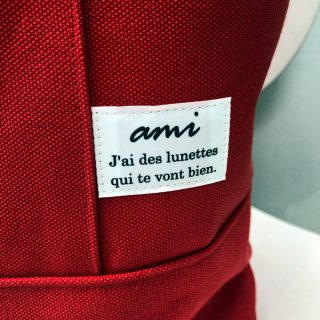 ami
J'ai des lunettes
qui te vont bien.